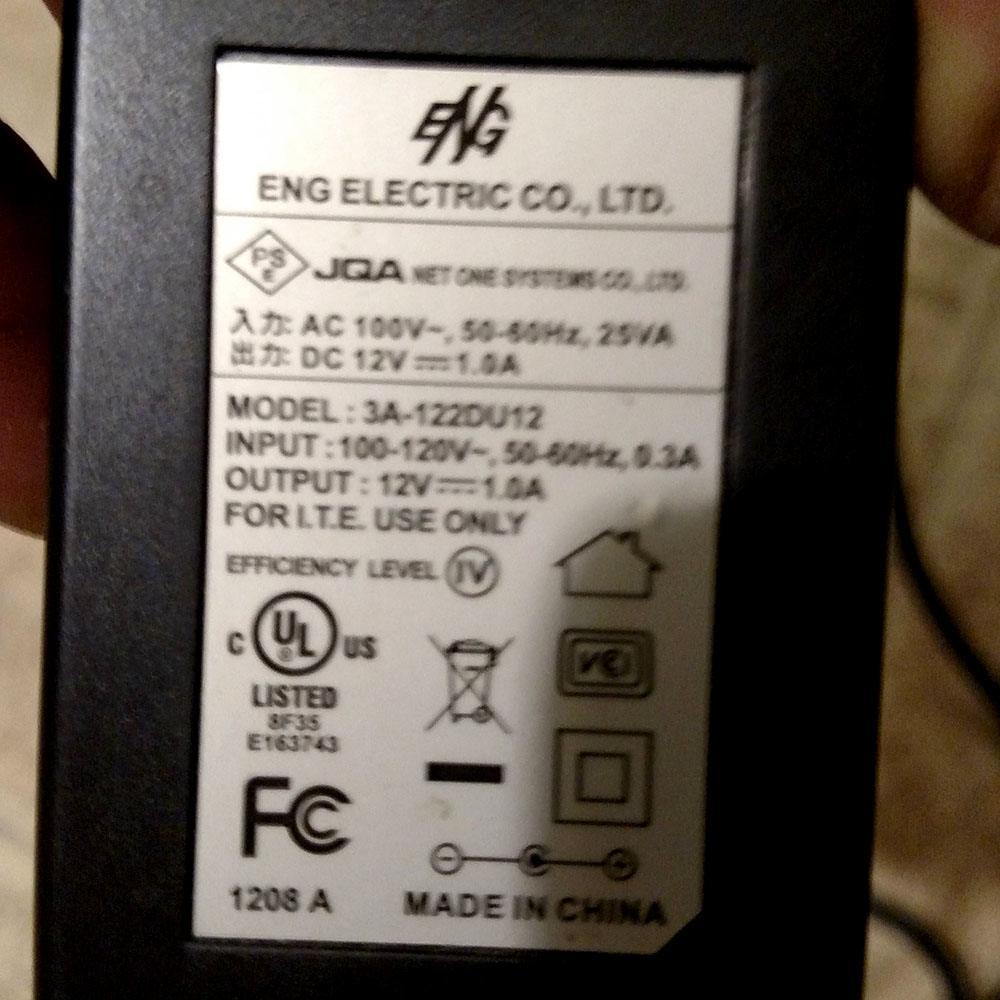 ENG
ENG ELECTRIC CO., LTD.
PS E JQA NET ONE SYSTEMS CO., LTD.
入力: AC 100V~, 50-60Hz, 25VA
出力: DC 12V⎓1.0A
MODEL : 3A-122DU12
INPUT : 100-120V~, 50-60Hz, 0.3A
OUTPUT : 12V⎓1.0A
FOR I.T.E. USE ONLY
EFFICIENCY LEVEL IV
C UL US
LISTED
8F35
E163743
FC
1208 A
MADE IN CHINA